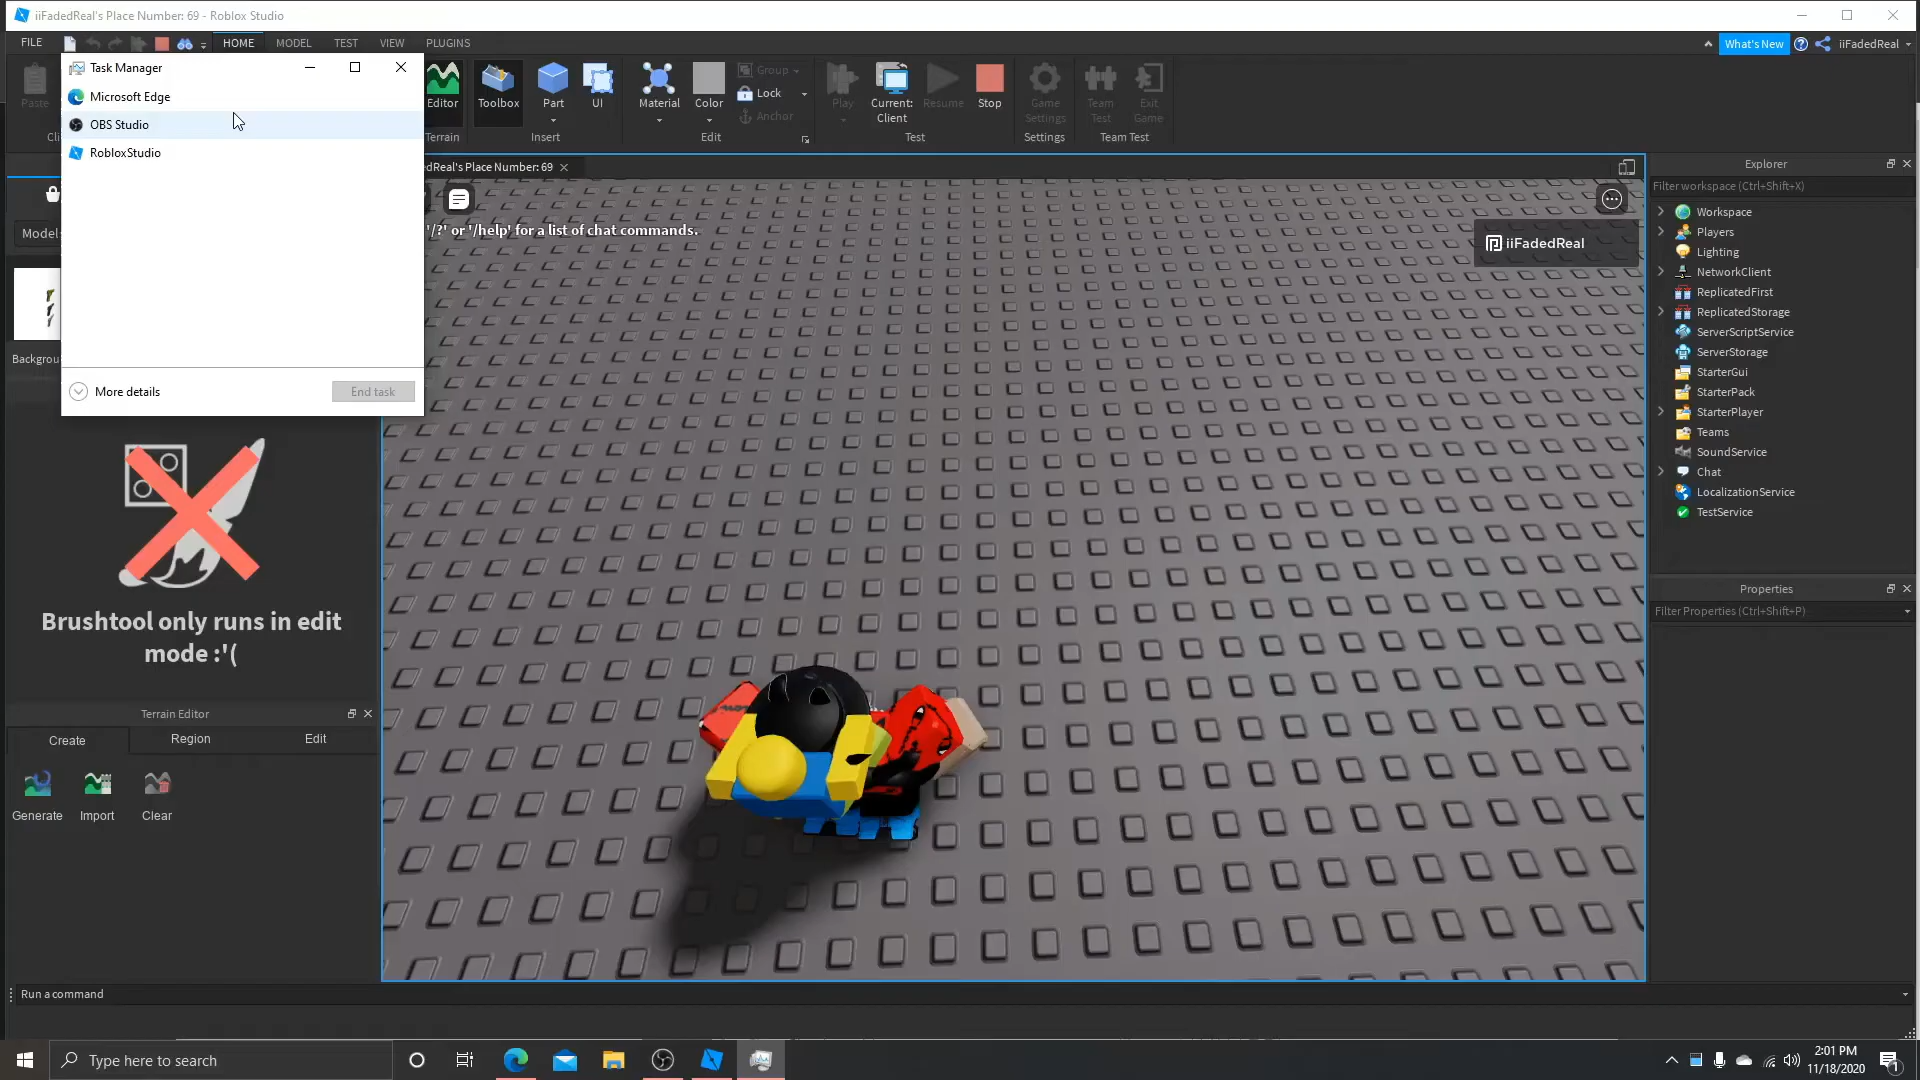 iiFadedReal's Place Number: 69 - Roblox Studio
FILE
HOME
MODEL
TEST
VIEW
PLUGINS
What's New
iiFadedReal
Task Manager
Microsoft Edge
OBS Studio
RobloxStudio
More details
End task
Paste
Editor
Toolbox
Part
UI
Material
Color
Group
Lock
Anchor
Play
Current:
Client
Resume
Stop
Game
Settings
Team
Test
Exit
Game
Terrain
Insert
Edit
Test
Settings
Team Test
dReal's Place Number: 69
'/?' or '/help' for a list of chat commands.
iiFadedReal
Model
Backgrou
Brushtool only runs in edit
mode :'(
Terrain Editor
Create
Region
Edit
Generate
Import
Clear
Explorer
Filter workspace (Ctrl+Shift+X)
Workspace
Players
Lighting
NetworkClient
ReplicatedFirst
ReplicatedStorage
ServerScriptService
ServerStorage
StarterGui
StarterPack
StarterPlayer
Teams
SoundService
Chat
LocalizationService
TestService
Properties
Filter Properties (Ctrl+Shift+P)
Run a command
Type here to search
2:01 PM
11/18/2020
1